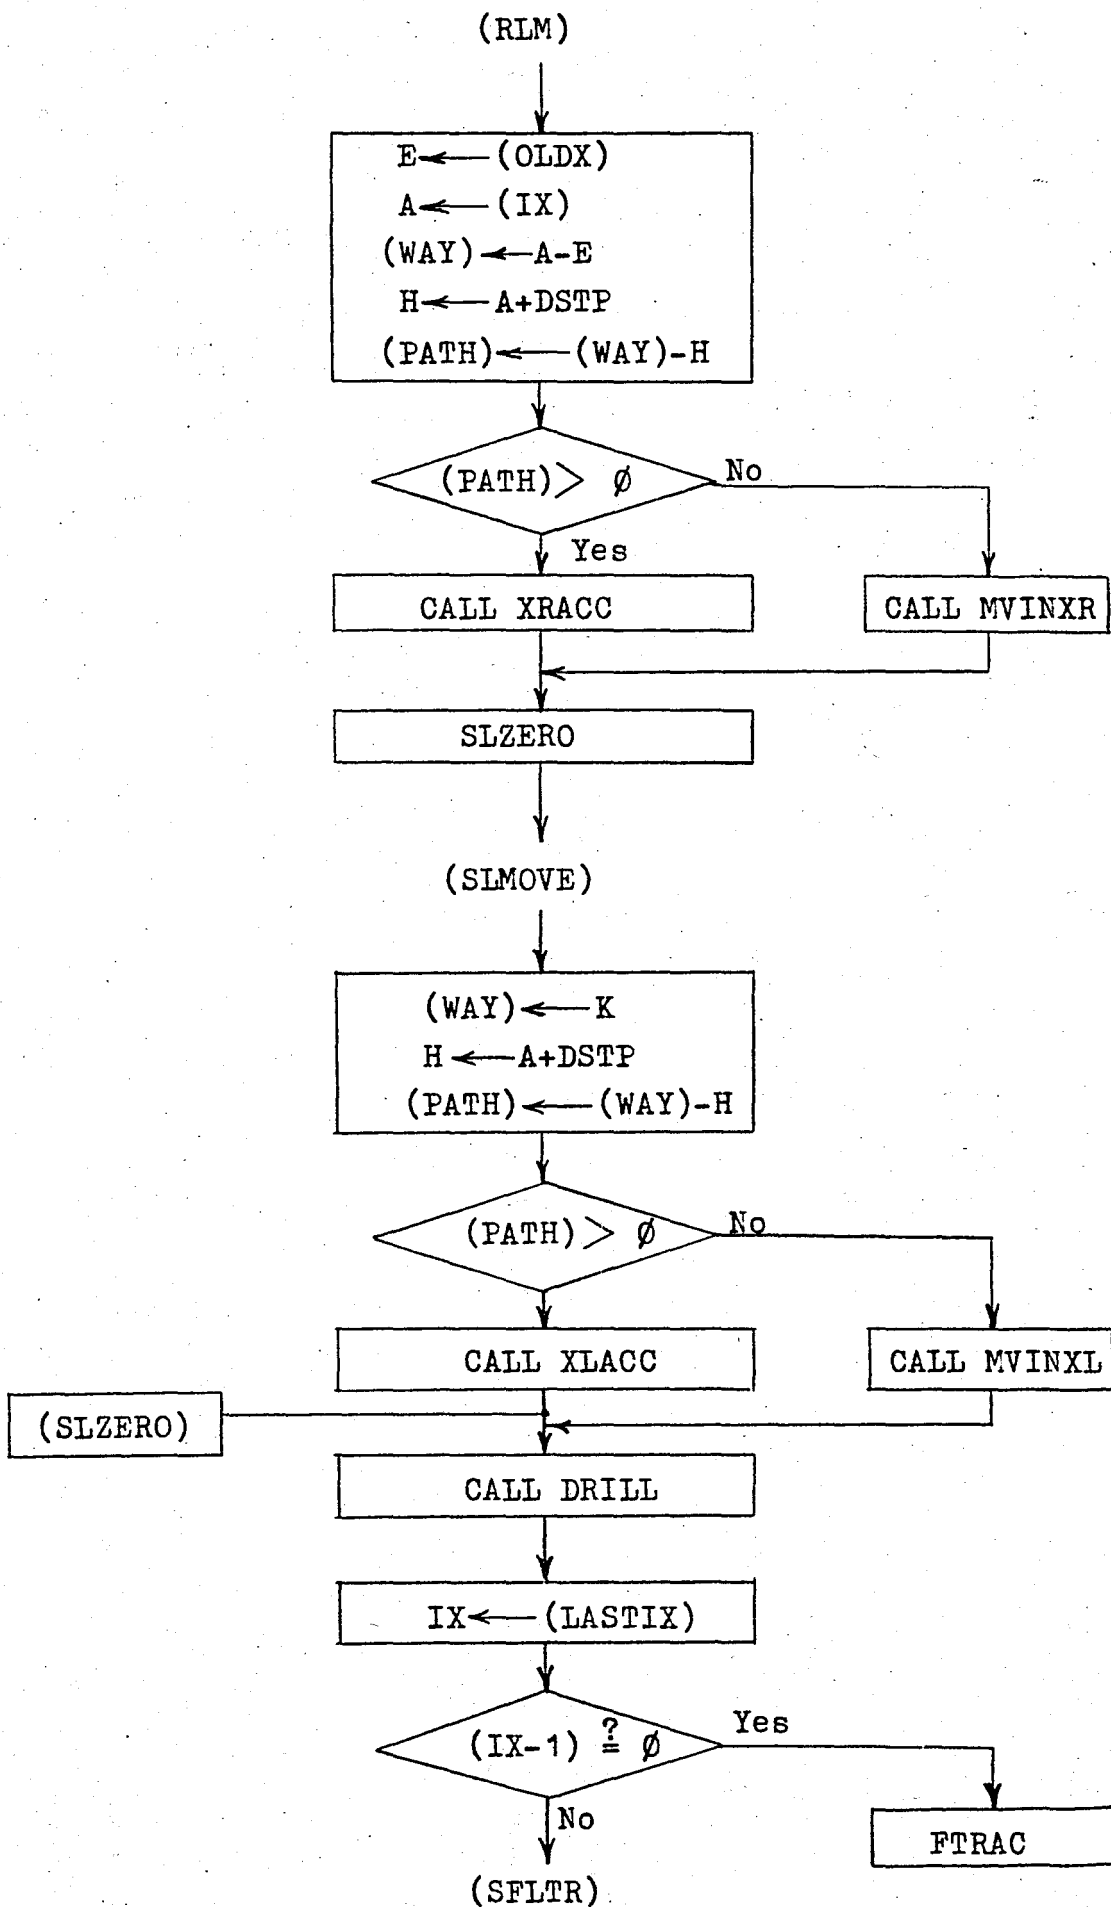 (RLM)
E ← (OLDX)
A ← (IX)
(WAY) ← A-E
H ← A+DSTP
(PATH) ← (WAY)-H
(PATH) > ∅
No
Yes
CALL XRACC
CALL MVINXR
SLZERO
(SLMOVE)
(WAY) ← K
H ← A+DSTP
(PATH) ← (WAY)-H
(PATH) > ∅
No
CALL XLACC
CALL MVINXL
(SLZERO)
CALL DRILL
IX ← (LASTIX)
(IX-1) ≟ ∅
Yes
No
FTRAC
(SFLTR)